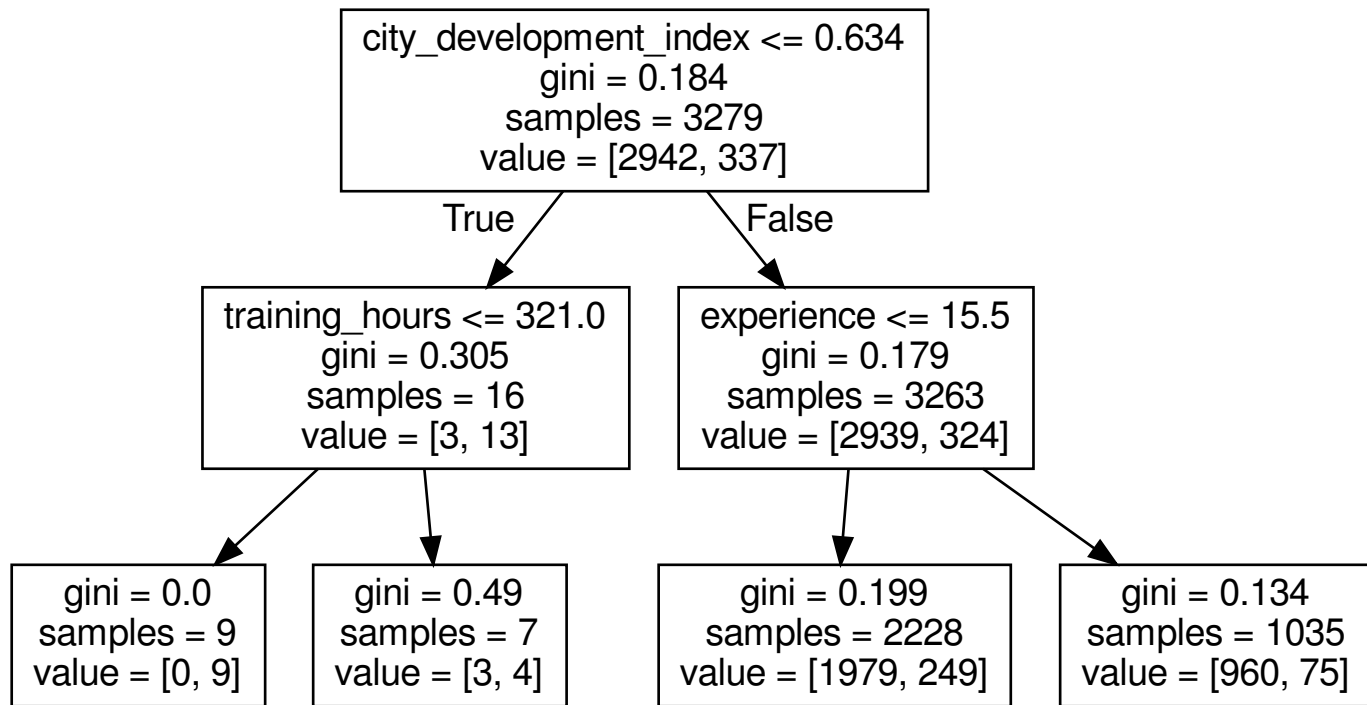 city_development_index <= 0.634
gini = 0.184
samples = 3279
value = [2942, 337]
True
False
training_hours <= 321.0
gini = 0.305
samples = 16
value = [3, 13]
experience <= 15.5
gini = 0.179
samples = 3263
value = [2939, 324]
gini = 0.0
samples = 9
value = [0, 9]
gini = 0.49
samples = 7
value = [3, 4]
gini = 0.199
samples = 2228
value = [1979, 249]
gini = 0.134
samples = 1035
value = [960, 75]